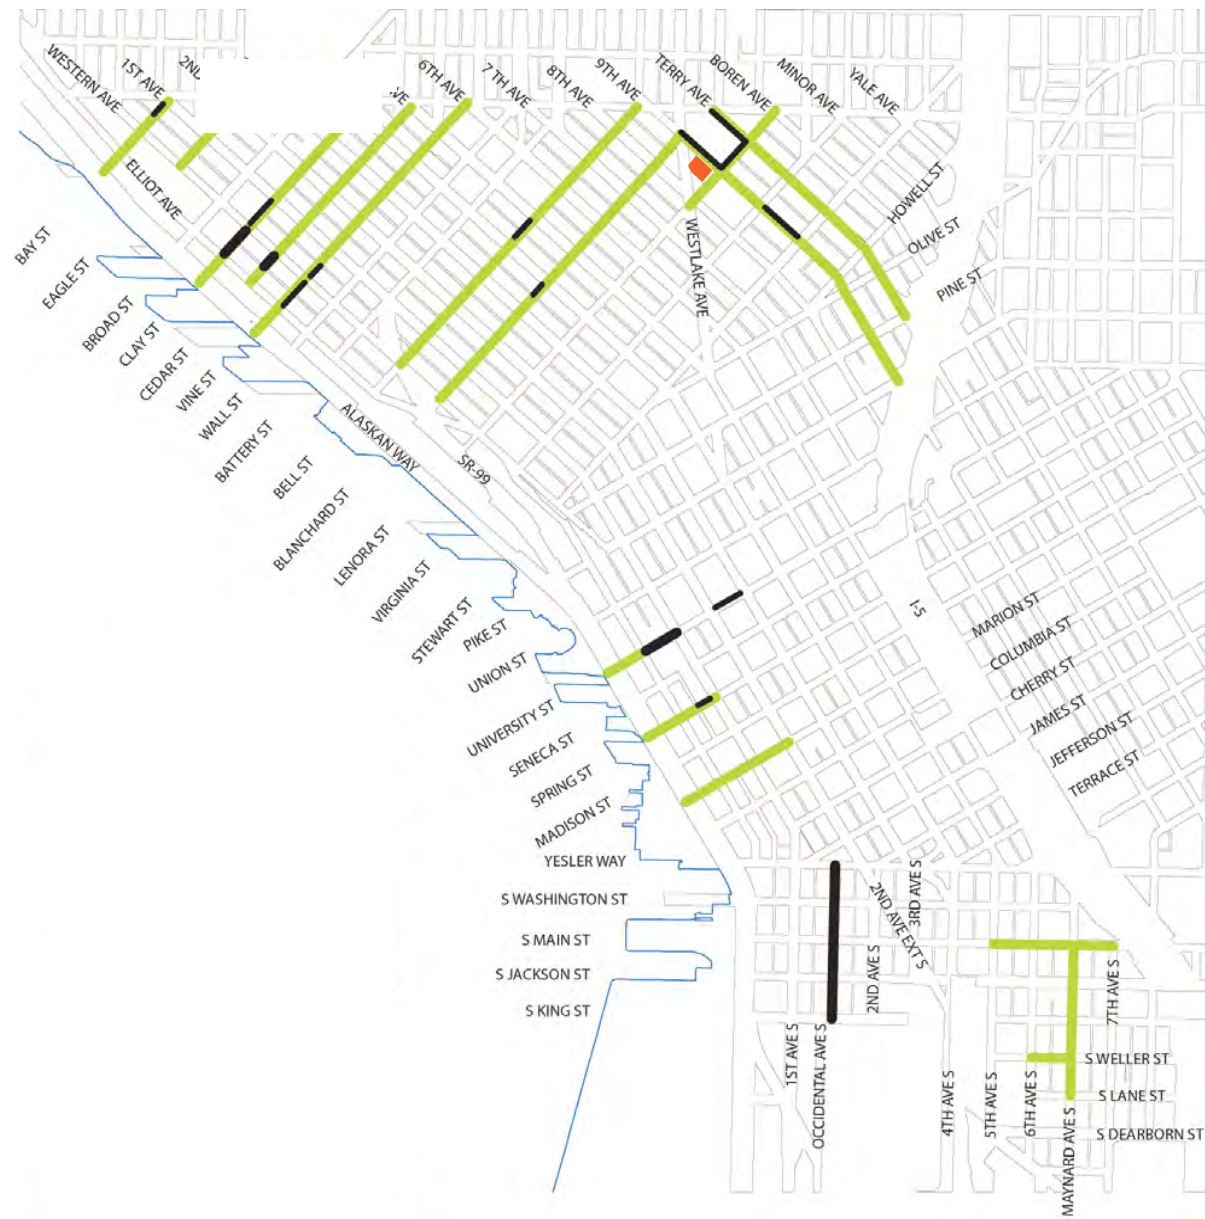 WESTERN AVE
1ST AVE
6TH AVE
7 TH AVE
8TH AVE
9TH AVE
TERRY AVE
BOREN AVE
MINOR AVE
YALE AVE
ELLIOT AVE
HOWELL ST
OLIVE ST
PINE ST
WESTLAKE AVE
BAY ST
EAGLE ST
BROAD ST
CLAY ST
CEDAR ST
VINE ST
WALL ST
BATTERY ST
BELL ST
BLANCHARD ST
LENORA ST
VIRGINIA ST
STEWART ST
PIKE ST
UNION ST
UNIVERSITY ST
SENECA ST
SPRING ST
MADISON ST
ALASKAN WAY
SR-99
I-5
MARION ST
COLUMBIA ST
CHERRY ST
JAMES ST
JEFFERSON ST
TERRACE ST
YESLER WAY
S WASHINGTON ST
S MAIN ST
S JACKSON ST
S KING ST
2ND AVE EXT S
3RD AVE S
2ND AVE S
7TH AVE S
1ST AVE S
OCCIDENTAL AVE S
4TH AVE S
5TH AVE S
6TH AVE S
MAYNARD AVE S
S WELLER ST
S LANE ST
S DEARBORN ST